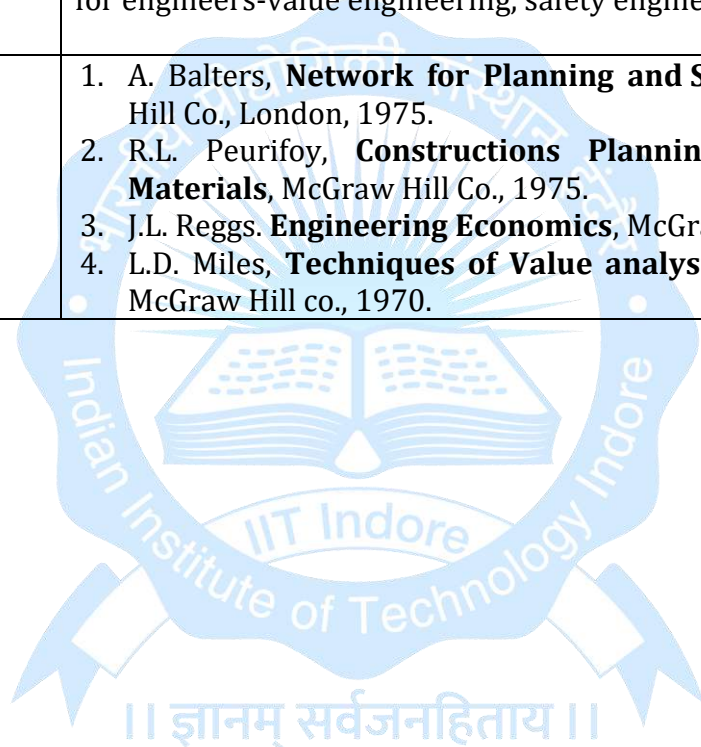 for engineers-value engineering, safety engine
1. A. Balters, Network for Planning and S
Hill Co., London, 1975.
2. R.L. Peurifoy, Constructions Plannin
Materials, McGraw Hill Co., 1975.
3. J.L. Reggs. Engineering Economics, McGr
4. L.D. Miles, Techniques of Value analys
McGraw Hill co., 1970.
भारतीय प्रौद्योगिकी संस्थान इंदौर
Indian Institute of Technology Indore
IIT Indore
।। ज्ञानम् सर्वजनहिताय ।।